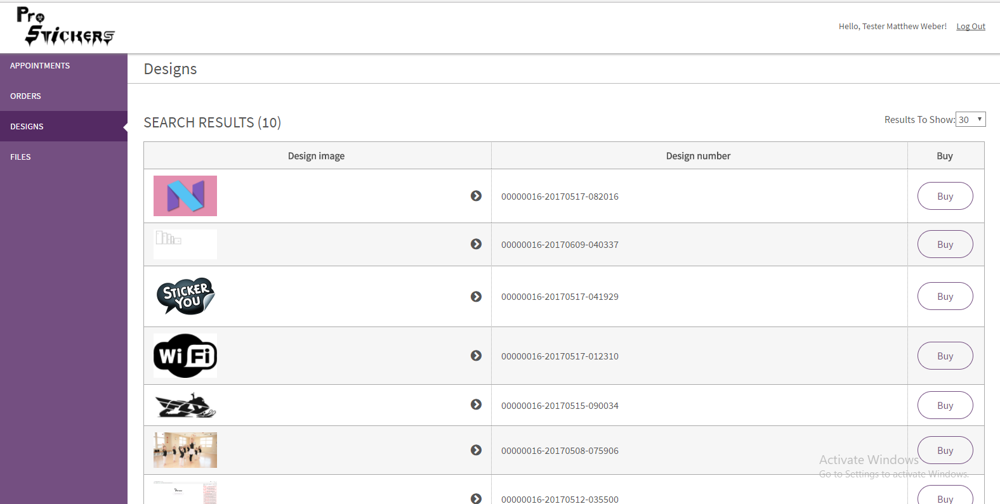 Pro
Stickers
Hello, Tester Matthew Weber! Log Out
APPOINTMENTS
ORDERS
DESIGNS
FILES
Designs
SEARCH RESULTS (10)
Results To Show: 30
Design image Design number Buy
N
00000016-20170517-082016 Buy
00000016-20170609-040337 Buy
STICKER
YOU
00000016-20170517-041929 Buy
Wi Fi
00000016-20170517-012310 Buy
FLY
00000016-20170515-090034 Buy
00000016-20170508-075906 Buy
Activate Windows
Go to Settings to activate Windows.
00000016-20170512-035500 Buy